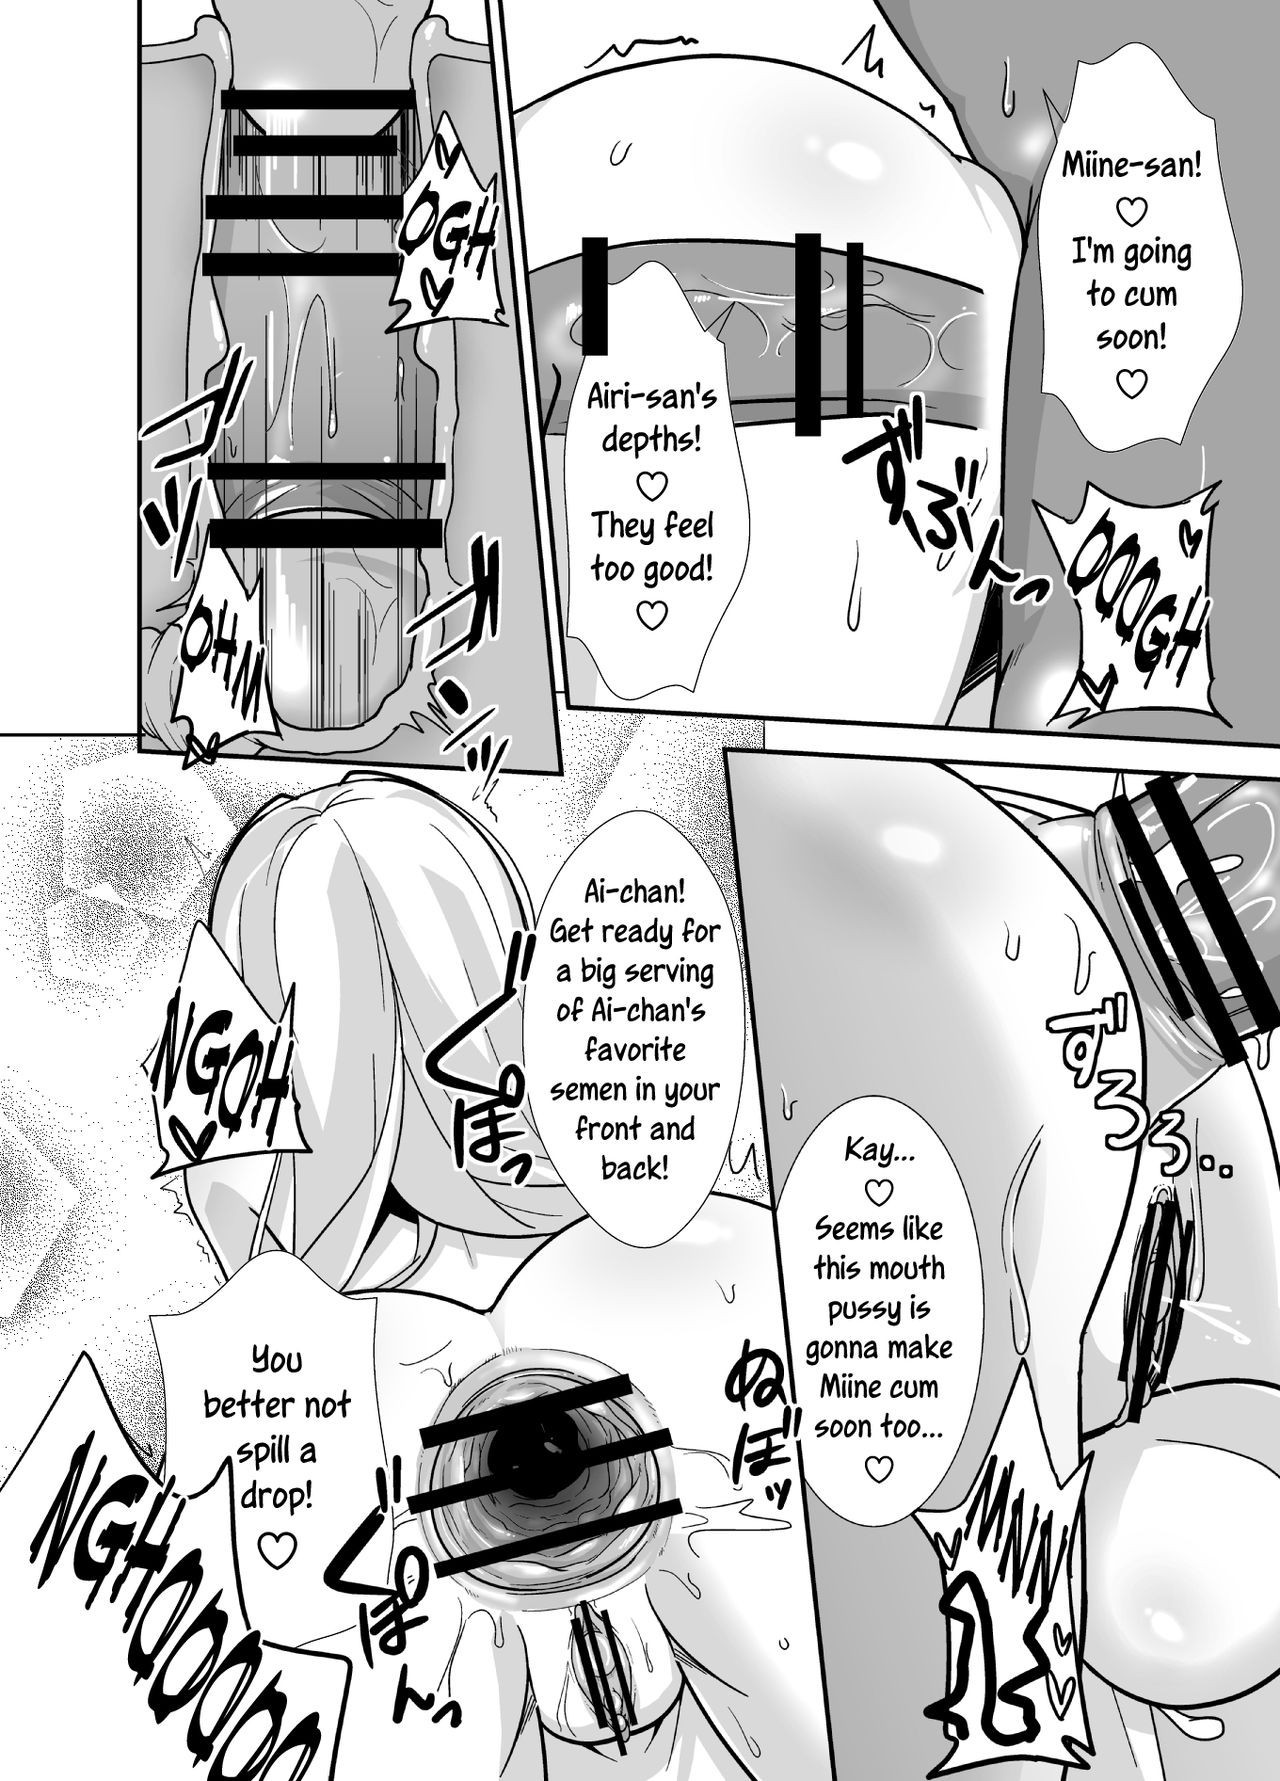 Miine-san!
♡
I'm going
to cum
soon!
♡
Airi-san's
depths!
♡
They feel
too good!
♡
ずぶんっ
OOOGH
OGH
OHM
Kay...
♡
Seems like
this mouth
pussy is
gonna make
Miine cum
soon too...
♡
ずろろ...
MNN
Ai-chan!
Get ready for
a big serving
of Ai-chan's
favorite
semen in your
front and
back!
ぐぽっ
NGOH
You
better not
spill a
drop!
♡
ぬぼッ
ぐぽんっ
NGHOOOOOO